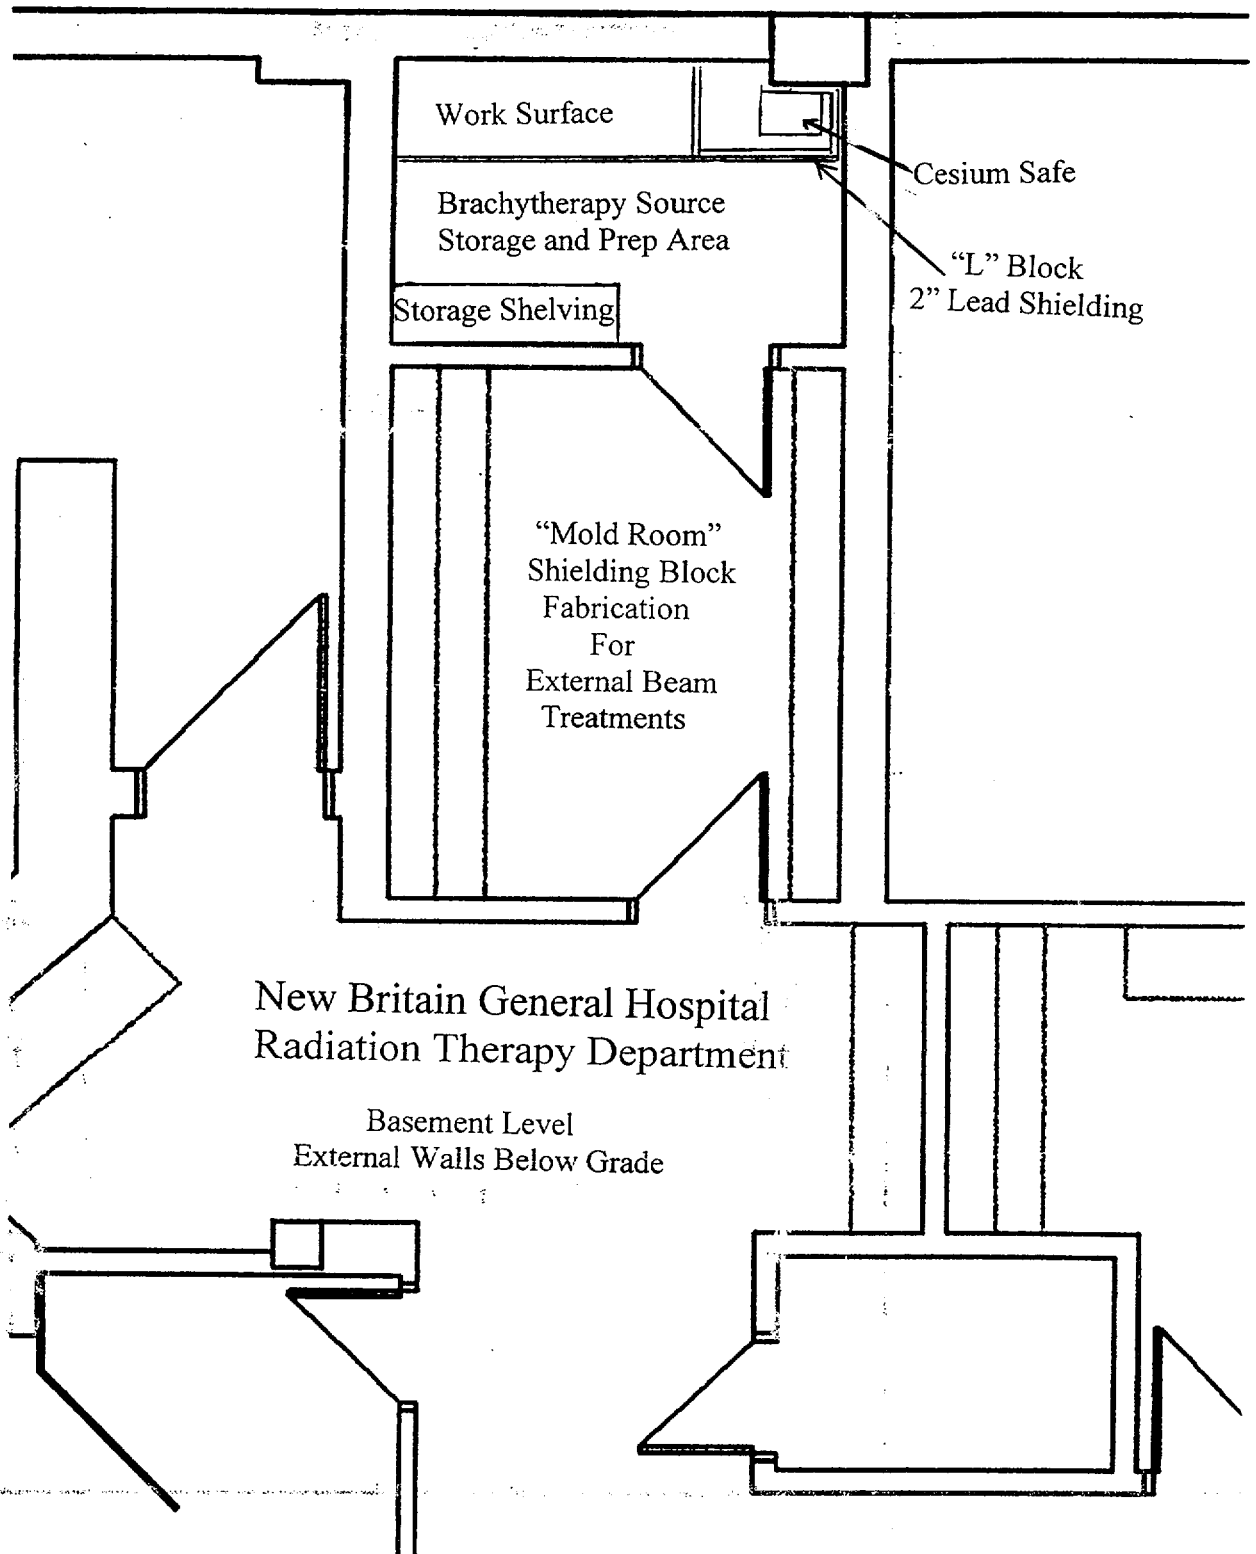 Work Surface
Cesium Safe
Brachytherapy Source
Storage and Prep Area
“L” Block
2” Lead Shielding
Storage Shelving
“Mold Room”
Shielding Block
Fabrication
For
External Beam
Treatments
New Britain General Hospital
Radiation Therapy Department
Basement Level
External Walls Below Grade